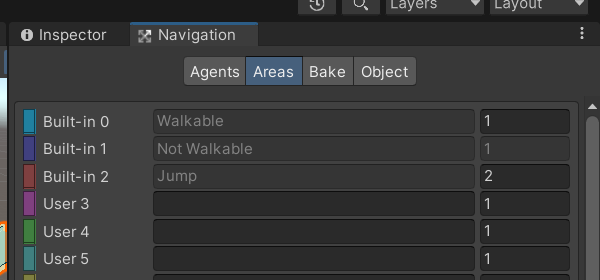 Layers Layout
Inspector Navigation
Agents Areas Bake Object
Built-in 0 Walkable 1
Built-in 1 Not Walkable 1
Built-in 2 Jump 2
User 3 1
User 4 1
User 5 1